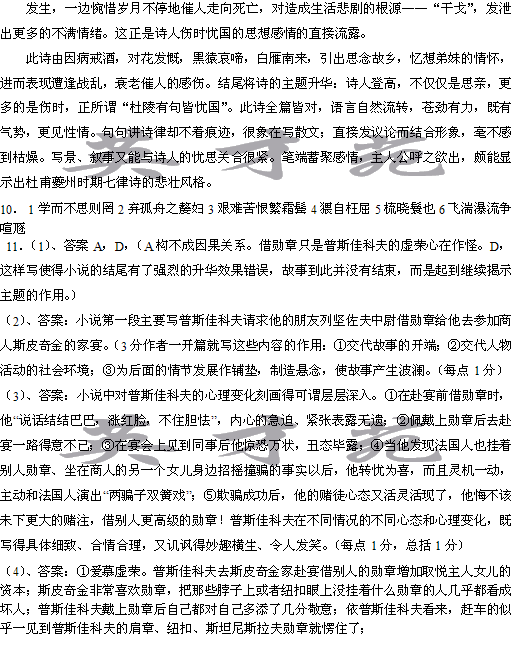 发生，一边惋惜岁月不停地催人走向死亡，对造成生活悲剧的根源——“干戈”，发泄
出更多的不满情绪。这正是诗人伤时忧国的思想感情的直接流露。
此诗由因病戒酒，对花发慨，黑猿哀啼，白雁南来，引出思念故乡，忆想弟妹的情怀，
进而表现遭逢战乱，衰老催人的感伤。结尾将诗的主题升华：诗人登高，不仅仅是思亲，更
多的是伤时，正所谓“杜陵有句皆忧国”。此诗全篇皆对，语言自然流转，苍劲有力，既有
气势，更见性情。句句讲诗律却不着痕迹，很象在写散文；直接发议论而结合形象，毫不感
到枯燥。写景、叙事又能与诗人的忧思关合很紧。笔端蓄聚感情，主人公呼之欲出，颇能显
示出杜甫夔州时期七律诗的悲壮风格。
10． 1 学而不思则罔 2 泣孤舟之嫠妇 3 艰难苦恨繁霜鬓 4 猥自枉屈 5 梳晓鬟也 6 飞湍瀑流争
喧豗
11．（1）、答案 A，D，（A 构不成因果关系。借勋章只是普斯佳科夫的虚荣心在作怪。D，
这样写使得小说的结尾有了强烈的升华效果错误，故事到此并没有结束，而是起到继续揭示
主题的作用。）
（2）、答案：小说第一段主要写普斯佳科夫请求他的朋友列坚佐夫中尉借勋章给他去参加商
人斯皮奇金的家宴。（3 分作者一开篇就写这些内容的作用：①交代故事的开端；②交代人物
活动的社会环境；③为后面的情节发展作铺垫，制造悬念，使故事产生波澜。（每点 1 分）
（3）、答案：小说中对普斯佳科夫的心理变化刻画得可谓层层深入。①在赴宴前借勋章时，
他“说话结结巴巴，涨红脸，不住胆怯”，内心的急迫、紧张表露无遗；②佩戴上勋章后去赴
宴一路得意不已；③在宴会上见到同事后他惊恐万状，丑态毕露；④当他发现法国人也挂着
别人勋章、坐在商人的另一个女儿身边招摇撞骗的事实以后，他转忧为喜，而且灵机一动，
主动和法国人演出“两骗子双簧戏”；⑤欺骗成功后，他的赌徒心态又活灵活现了，他悔不该
未下更大的赌注，借别人更高级的勋章！普斯佳科夫在不同情况的不同心态和心理变化，既
写得具体细致、合情合理，又讥讽得妙趣横生、令人发笑。（每点 1 分，总括 1 分）
（4）、答案：①爱慕虚荣。普斯佳科夫去斯皮奇金家赴宴借别人的勋章增加取悦主人女儿的
资本；斯皮奇金非常喜欢勋章，把那些脖子上或者纽扣眼上没挂着什么勋章的人几乎都看成
坏人；普斯佳科夫戴上勋章后自己都对自己多添了几分敬意；依普斯佳科夫看来，赶车的似
乎一见到普斯佳科夫的肩章、纽扣、斯坦尼斯拉夫勋章就愣住了；
英才苑
英才苑